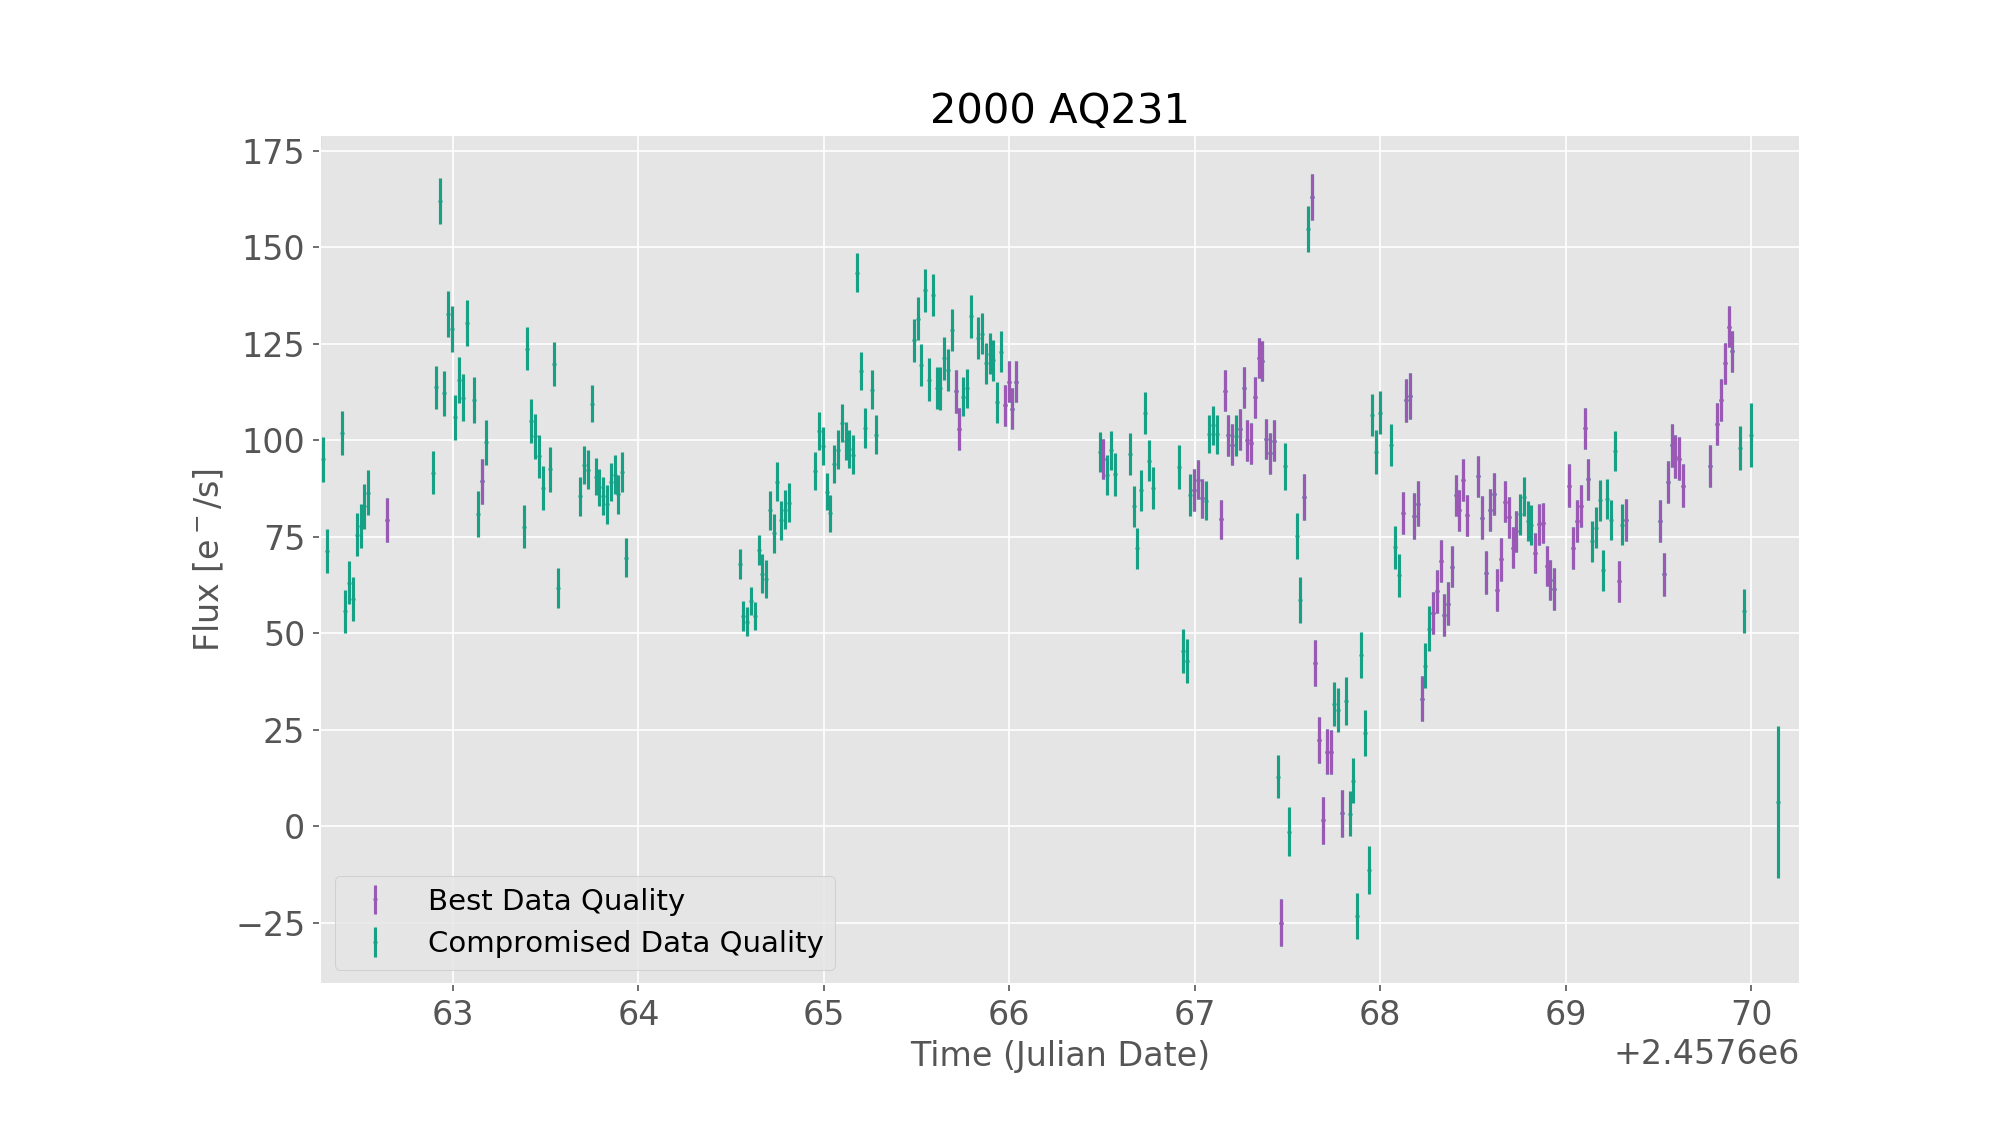 2000 AQ231
175
150
125
100
75
50
25
0
−25
Flux [e⁻/s]
Best Data Quality
Compromised Data Quality
63 64 65 66 67 68 69 70
Time (Julian Date)
+2.4576e6